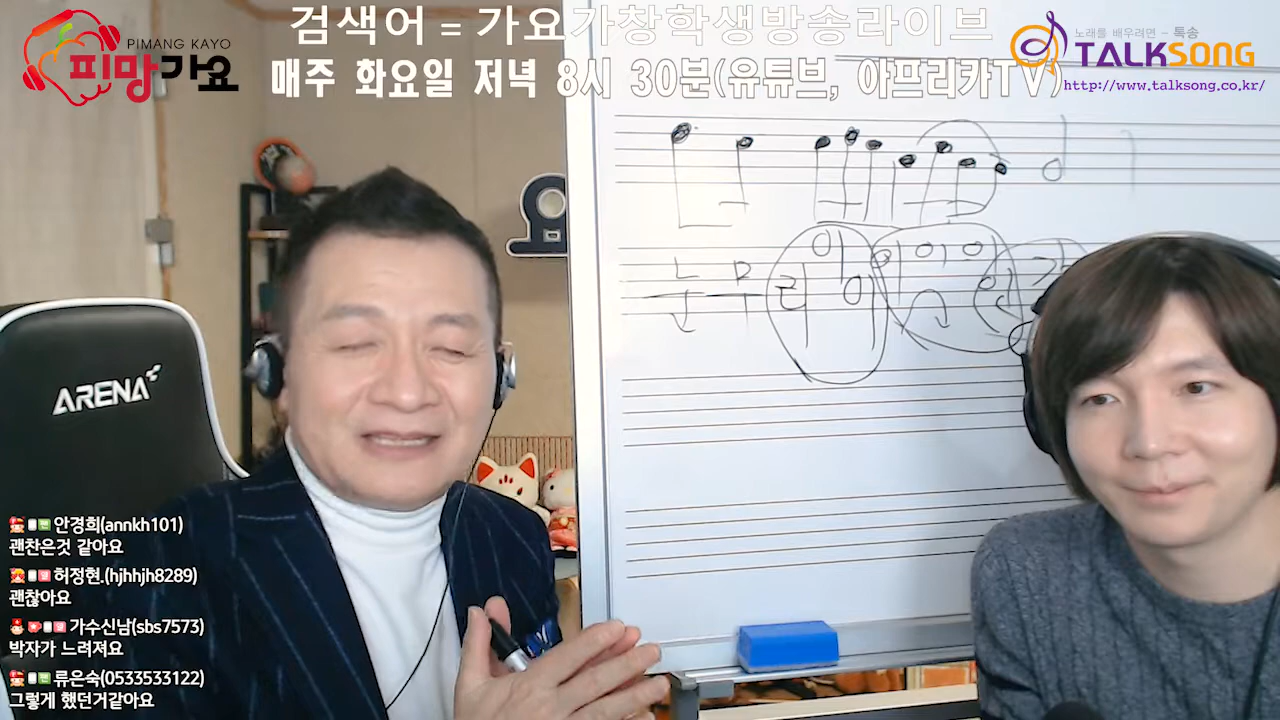 검색어 = 가요가창학생방송라이브
매주 화요일 저녁 8시 30분(유튜브, 아프리카TV)
PIMANG KAYO
피망가요
노래를 배우려면 - 톡송
TALKSONG
http://www.talksong.co.kr/
ARENA
눈 무 리 이 이
안경희(annkh101)
괜찬은것 같아요
허정현.(hjhhjh8289)
괜찮아요
가수신남(sbs7573)
박자가 느려져요
류은숙(0533533122)
그렇게 했던거같아요